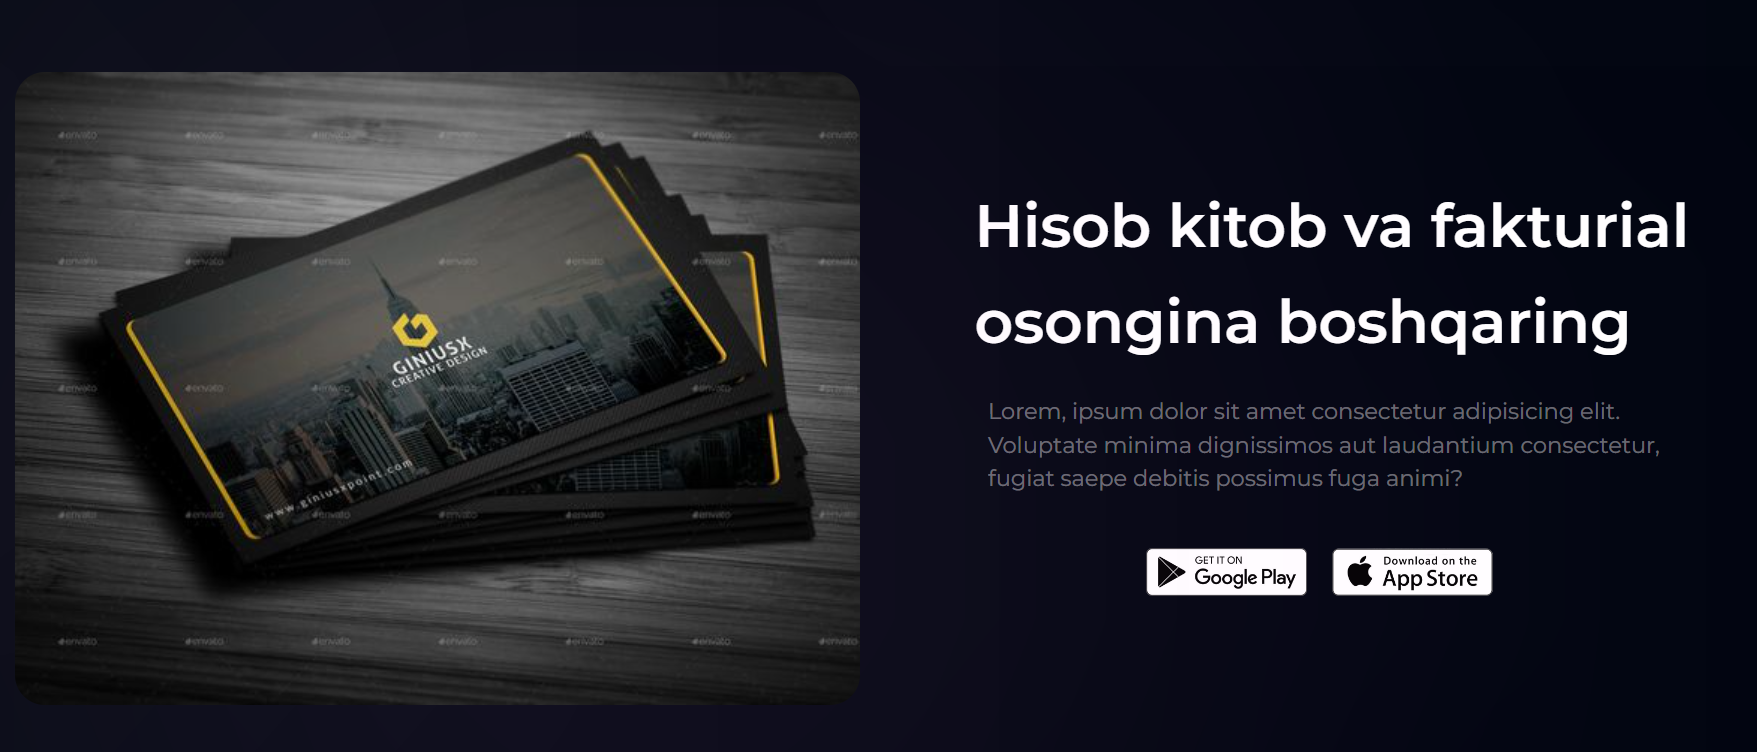 Hisob kitob va fakturial
osongina boshqaring
Lorem, ipsum dolor sit amet consectetur adipisicing elit.
Voluptate minima dignissimos aut laudantium consectetur,
fugiat saepe debitis possimus fuga animi?
GET IT ON
Google Play
Download on the
App Store
GINIUSX
CREATIVE DESIGN
www.giniusxpoint.com
envato